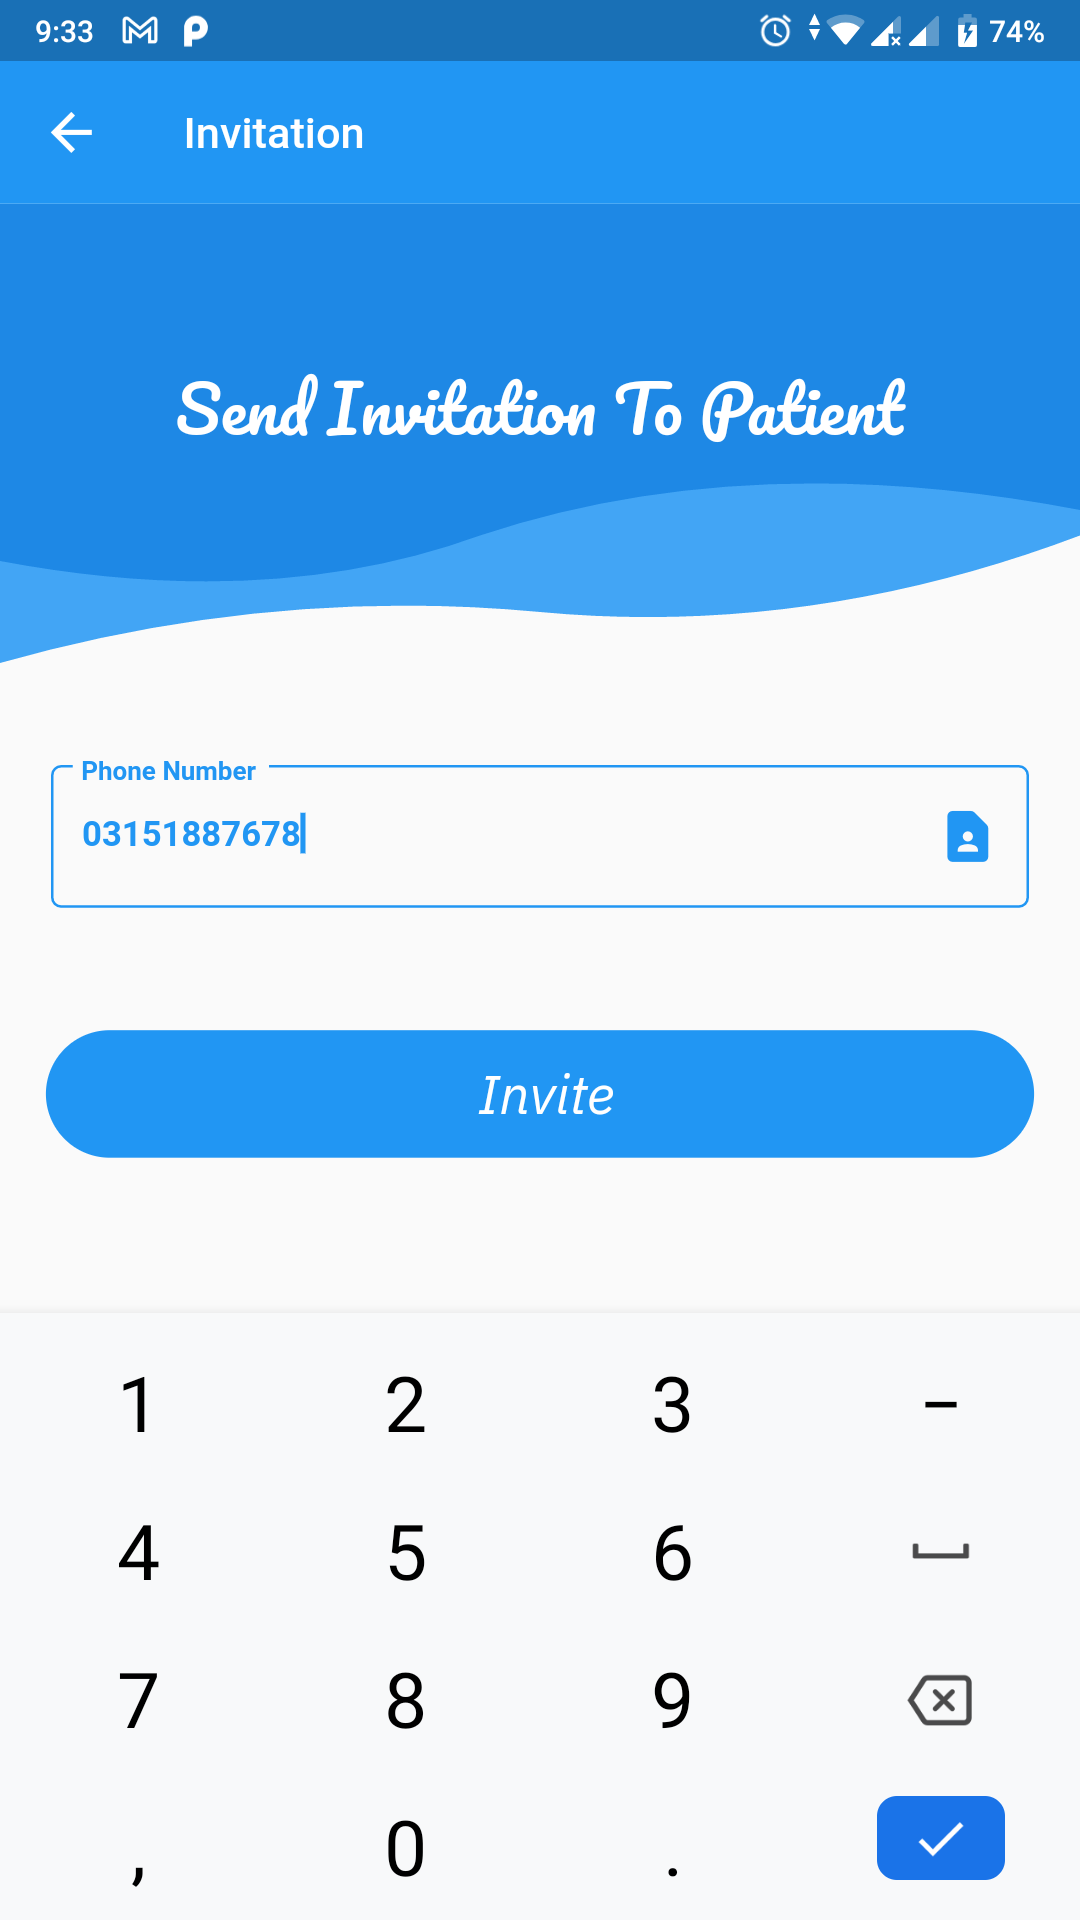 9:33 74%
Invitation
Send Invitation To Patient
Phone Number
03151887678
Invite
1 2 3 –
4 5 6
7 8 9
, 0 .